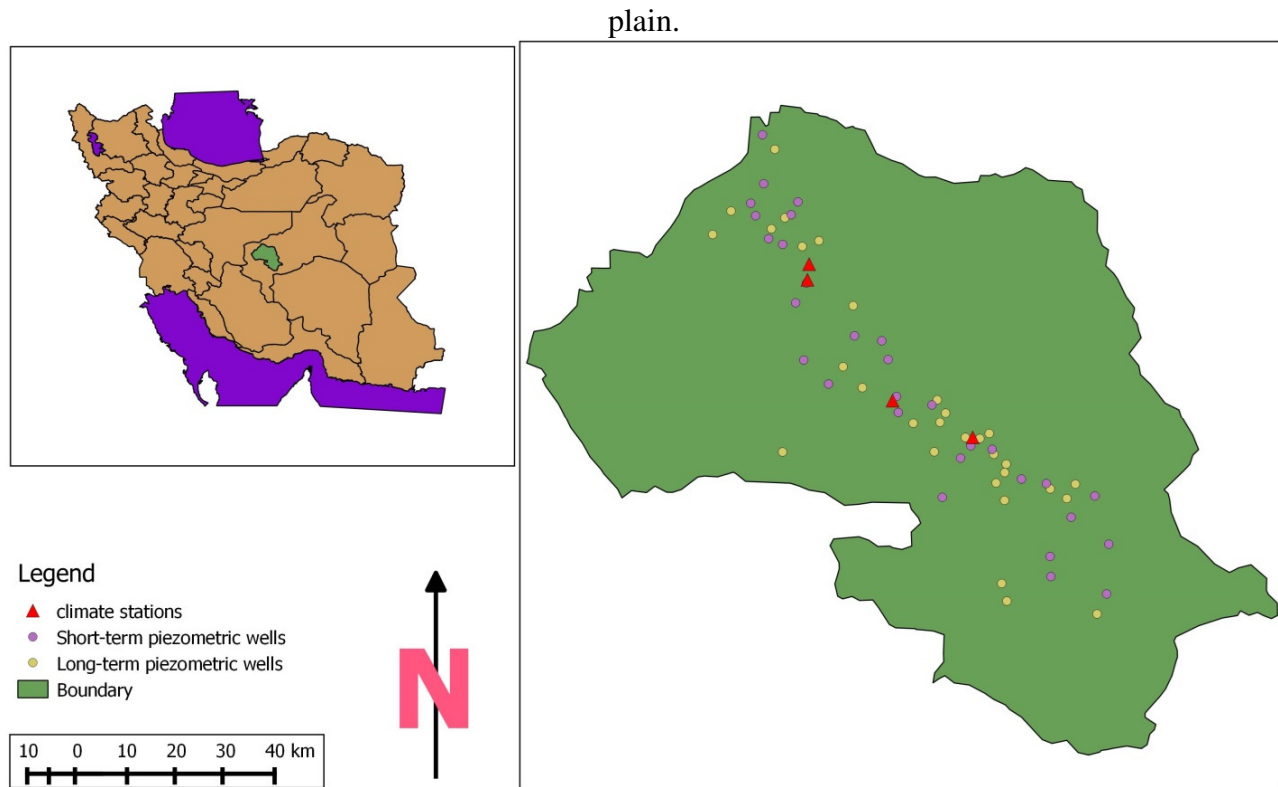 plain.
Legend
climate stations
Short-term piezometric wells
Long-term piezometric wells
Boundary
N
10 0 10 20 30 40 km